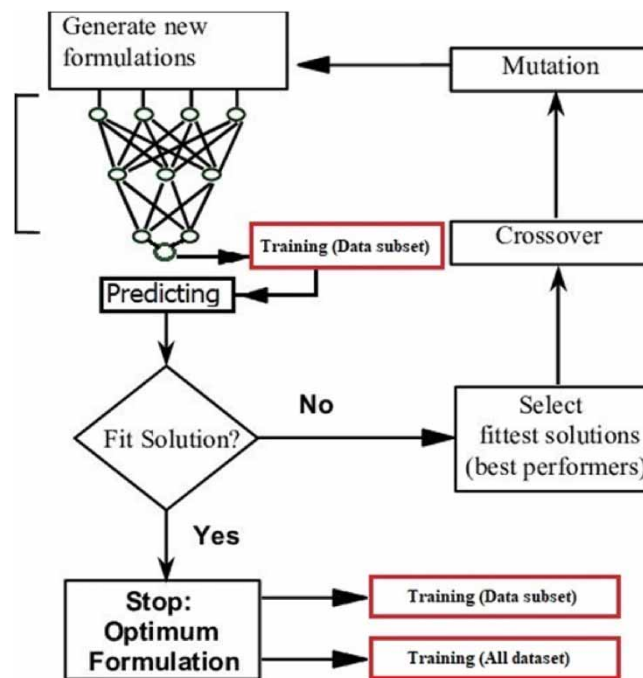 Generate new
formulations
Mutation
Training (Data subset)
Crossover
Predicting
Fit Solution?
No
Select
fittest solutions
(best performers)
Yes
Stop:
Optimum
Formulation
Training (Data subset)
Training (All dataset)